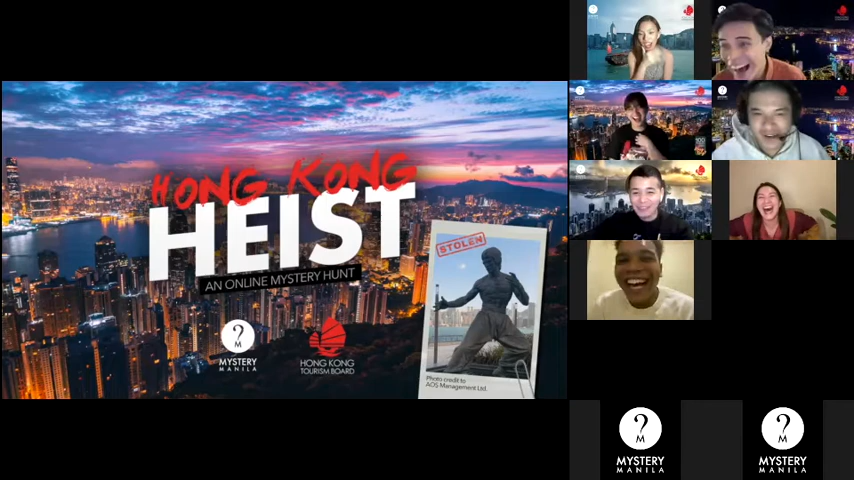 HONG KONG
HEIST
AN ONLINE MYSTERY HUNT
?
M
MYSTERY
MANILA
HONG KONG
TOURISM BOARD
STOLEN
Photo credit to
AOS Management Ltd.
?
M
MYSTERY
MANILA
?
M
MYSTERY
MANILA